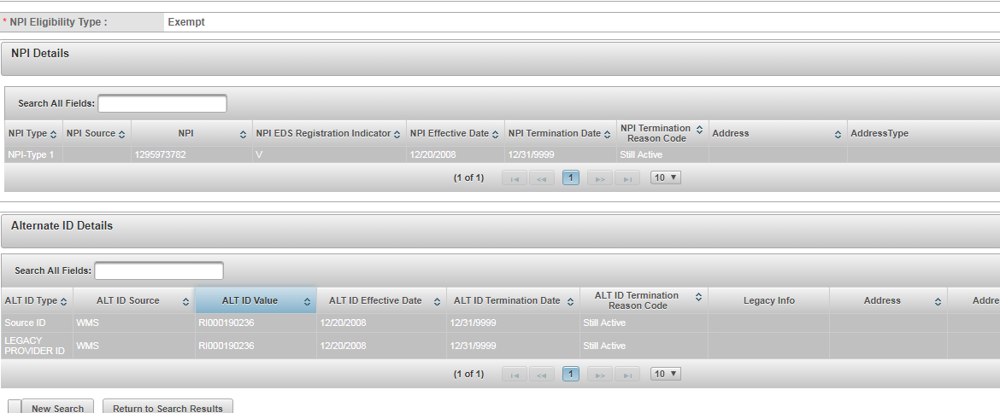 * NPI Eligibility Type : Exempt
NPI Details
Search All Fields:
NPI Type NPI Source NPI NPI EDS Registration Indicator NPI Effective Date NPI Termination Date NPI Termination Reason Code Address AddressType
NPI-Type 1 1295973782 V 12/20/2008 12/31/9999 Still Active
(1 of 1) 1 10
Alternate ID Details
Search All Fields:
ALT ID Type ALT ID Source ALT ID Value ALT ID Effective Date ALT ID Termination Date ALT ID Termination Reason Code Legacy Info Address Addre
Source ID WMS RI000190236 12/20/2008 12/31/9999 Still Active
LEGACY PROVIDER ID WMS RI000190236 12/20/2008 12/31/9999 Still Active
(1 of 1) 1 10
New Search Return to Search Results